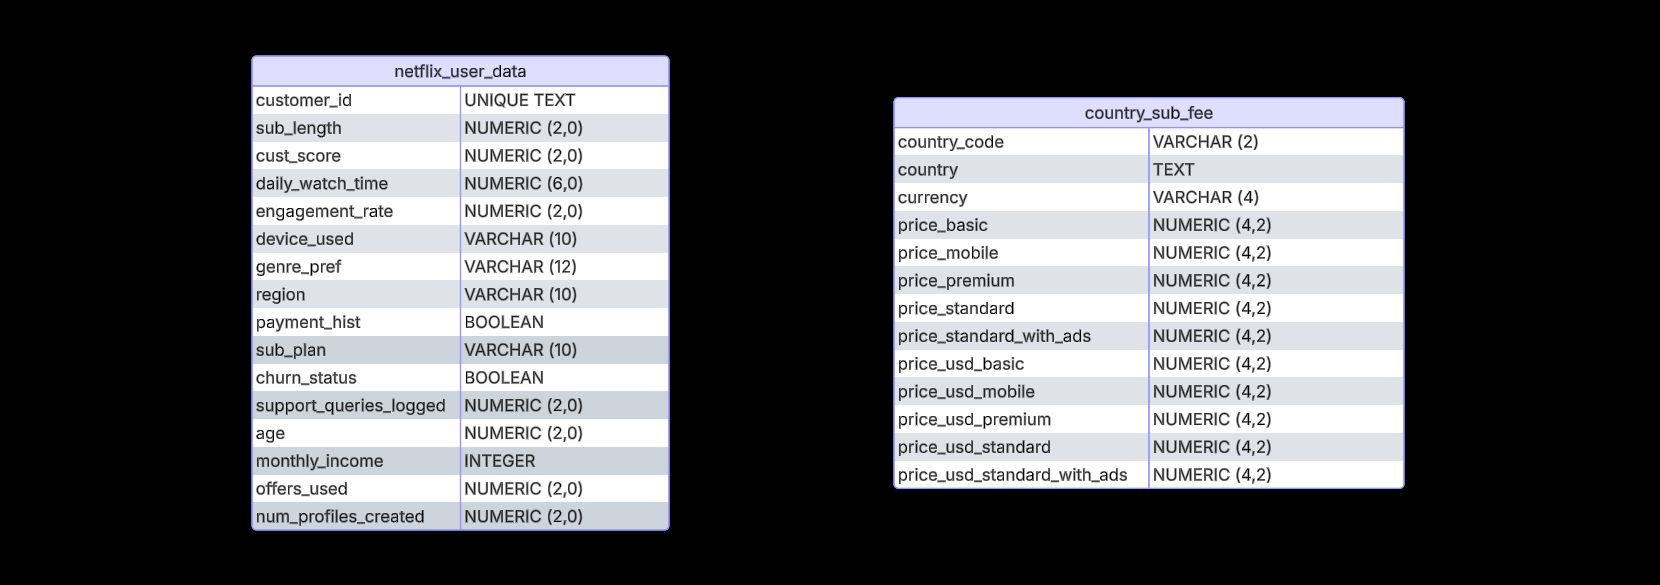 netflix_user_data
customer_id UNIQUE TEXT
sub_length NUMERIC (2,0)
cust_score NUMERIC (2,0)
daily_watch_time NUMERIC (6,0)
engagement_rate NUMERIC (2,0)
device_used VARCHAR (10)
genre_pref VARCHAR (12)
region VARCHAR (10)
payment_hist BOOLEAN
sub_plan VARCHAR (10)
churn_status BOOLEAN
support_queries_logged NUMERIC (2,0)
age NUMERIC (2,0)
monthly_income INTEGER
offers_used NUMERIC (2,0)
num_profiles_created NUMERIC (2,0)
country_sub_fee
country_code VARCHAR (2)
country TEXT
currency VARCHAR (4)
price_basic NUMERIC (4,2)
price_mobile NUMERIC (4,2)
price_premium NUMERIC (4,2)
price_standard NUMERIC (4,2)
price_standard_with_ads NUMERIC (4,2)
price_usd_basic NUMERIC (4,2)
price_usd_mobile NUMERIC (4,2)
price_usd_premium NUMERIC (4,2)
price_usd_standard NUMERIC (4,2)
price_usd_standard_with_ads NUMERIC (4,2)